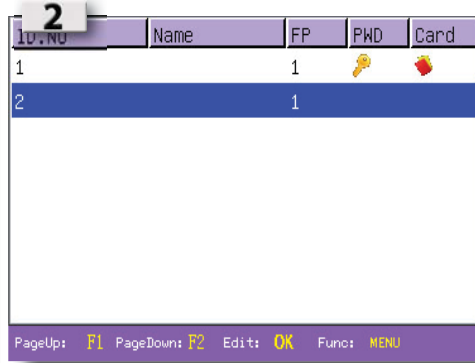 2
ID.NO Name FP PWD Card
1 1
2 1
PageUp: F1 PageDown: F2 Edit: OK Func: MENU